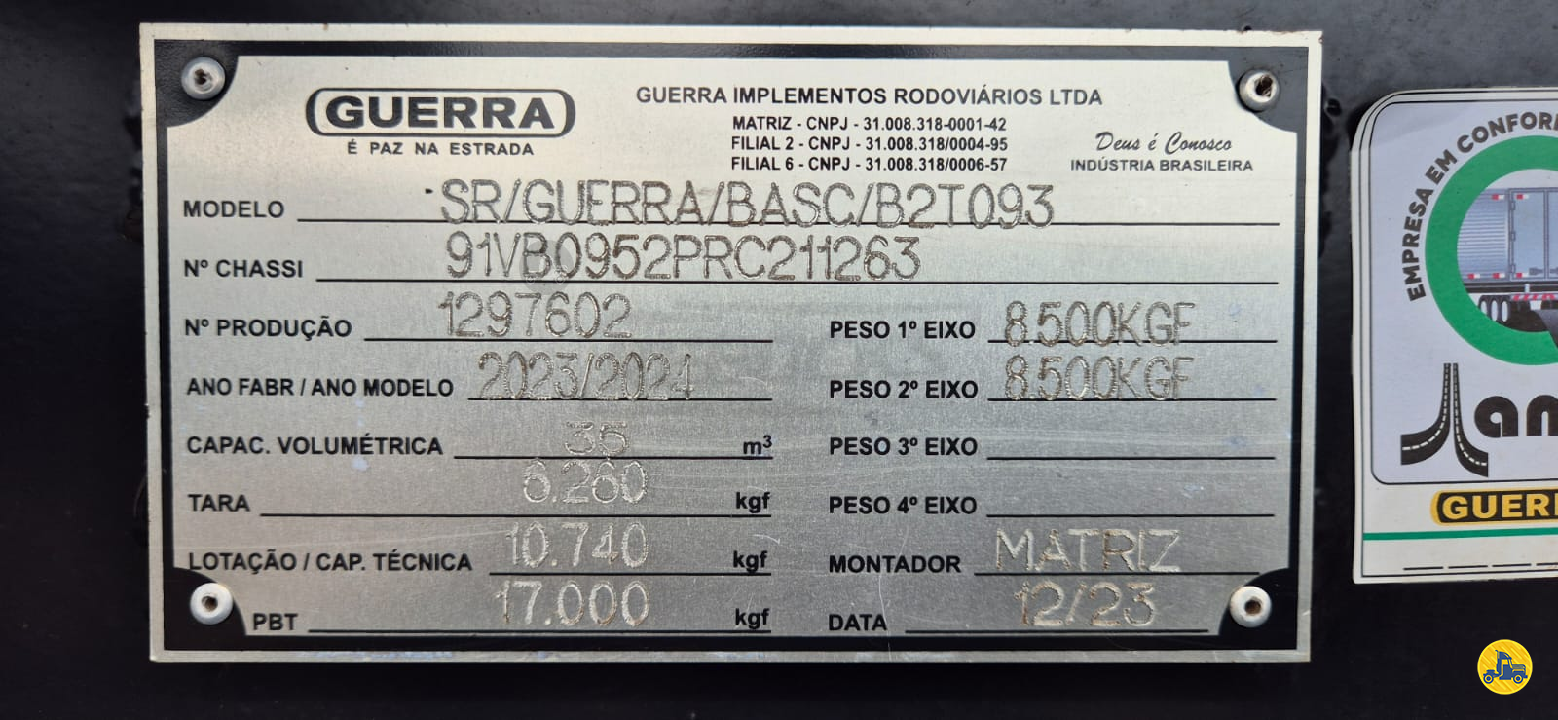 GUERRA
É PAZ NA ESTRADA
GUERRA IMPLEMENTOS RODOVIÁRIOS LTDA
MATRIZ - CNPJ - 31.008.318-0001-42
FILIAL 2 - CNPJ - 31.008.318/0004-95
FILIAL 6 - CNPJ - 31.008.318/0006-57
Deus é Conosco
INDÚSTRIA BRASILEIRA
MODELO SR/GUERRA/BASC/B2T093
Nº CHASSI 91VB0952PRC211263
Nº PRODUÇÃO 1297602 PESO 1º EIXO 8.500KGF
ANO FABR / ANO MODELO 2023/2024 PESO 2º EIXO 8.500KGF
CAPAC. VOLUMÉTRICA 35 m³ PESO 3º EIXO
TARA 6.260 kgf PESO 4º EIXO
LOTAÇÃO / CAP. TÉCNICA 10.740 kgf MONTADOR MATRIZ
PBT 17.000 kgf DATA 12/23
EMPRESA EM CONFORM
an
GUERR